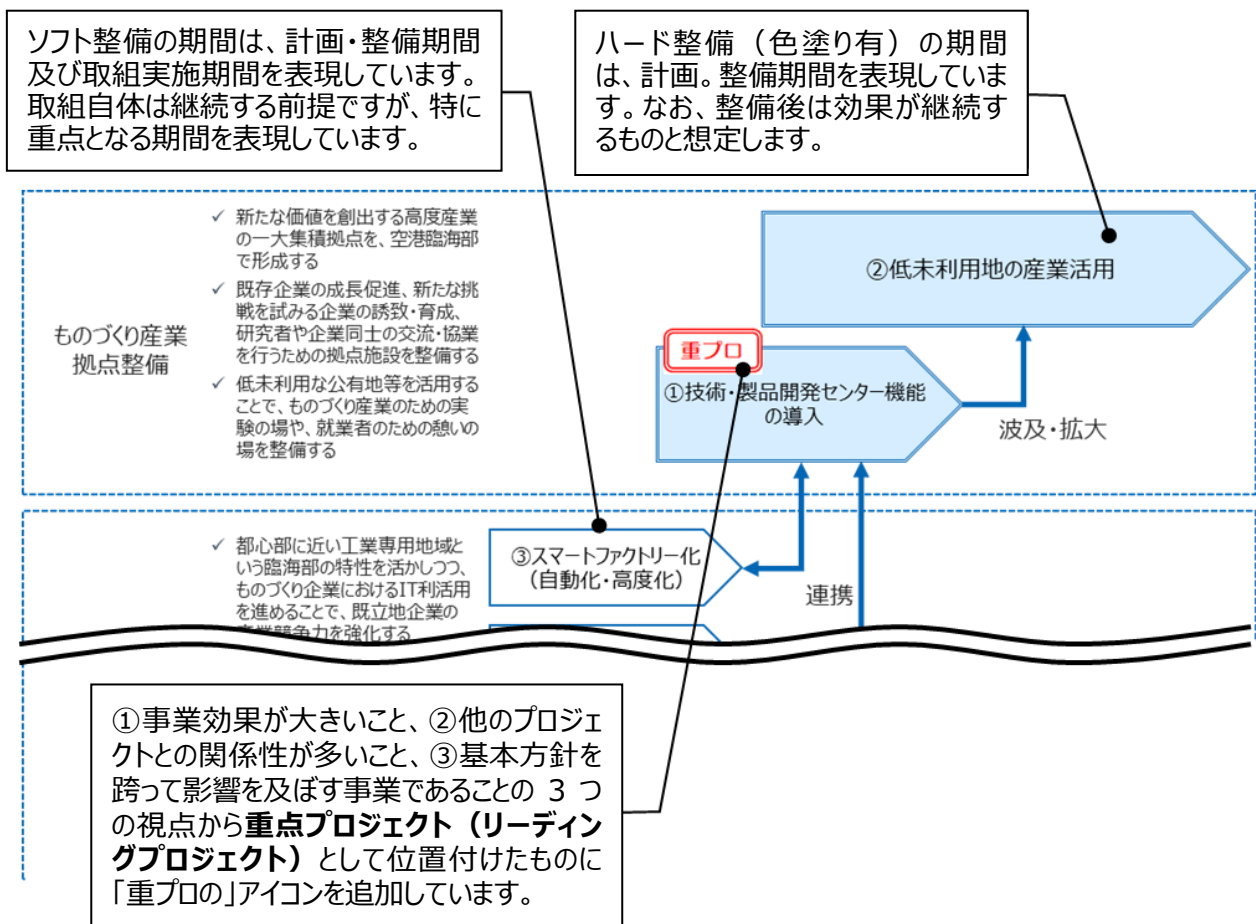 ソフト整備の期間は、計画・整備期間
及び取組実施期間を表現しています。
取組自体は継続する前提ですが、特に
重点となる期間を表現しています。
ハード整備（色塗り有）の期間
は、計画。整備期間を表現していま
す。なお、整備後は効果が継続す
るものと想定します。
ものづくり産業
拠点整備
✓ 新たな価値を創出する高度産業
の一大集積拠点を、空港臨海部
で形成する
✓ 既存企業の成長促進、新たな挑
戦を試みる企業の誘致・育成、
研究者や企業同士の交流・協業
を行うための拠点施設を整備する
✓ 低未利用な公有地等を活用する
ことで、ものづくり産業のための実
験の場や、就業者のための憩いの
場を整備する
②低未利用地の産業活用
重プロ
①技術・製品開発センター機能
の導入
波及・拡大
✓ 都心部に近い工業専用地域と
いう臨海部の特性を活かしつつ、
ものづくり企業におけるIT利活用
を進めることで、既立地企業の
産業競争力を強化する
③スマートファクトリー化
（自動化・高度化）
連携
①事業効果が大きいこと、②他のプロジェ
クトとの関係性が多いこと、③基本方針を
跨って影響を及ぼす事業であることの 3 つ
の視点から重点プロジェクト（リーディン
グプロジェクト）として位置付けたものに
「重プロの」アイコンを追加しています。